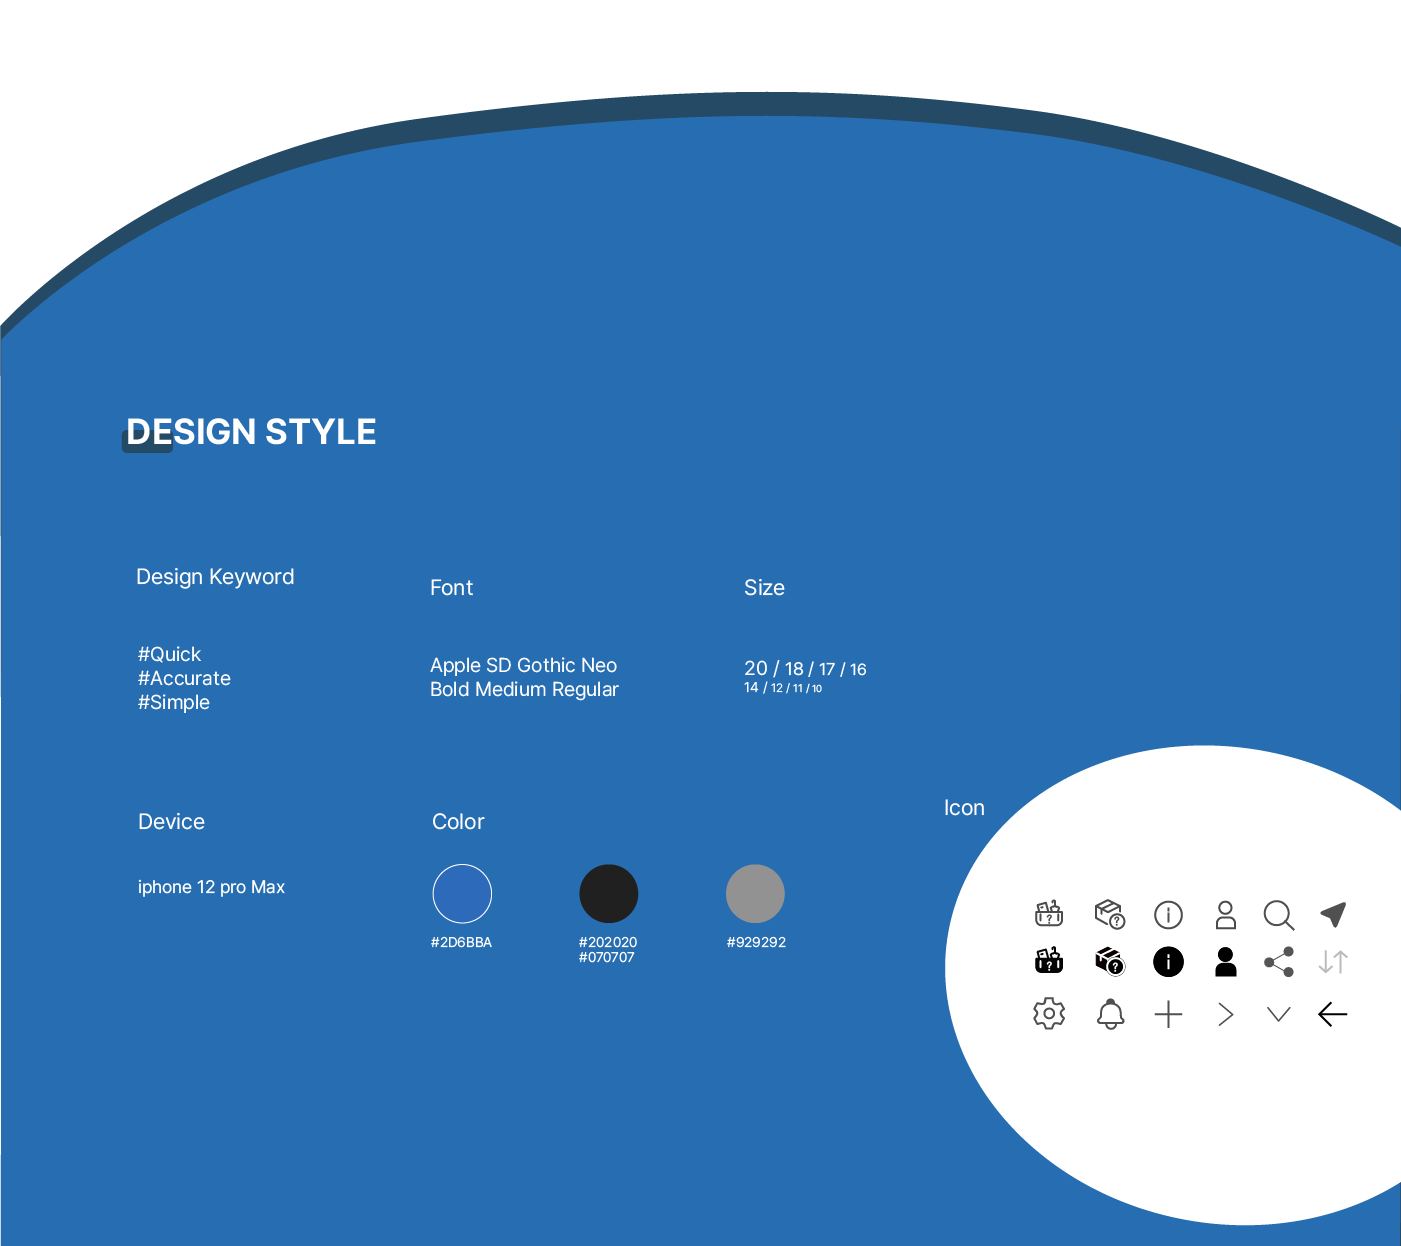 DESIGN STYLE
Design Keyword
#Quick
#Accurate
#Simple
Font
Apple SD Gothic Neo
Bold Medium Regular
Size
20 / 18 / 17 / 16
14 / 12 / 11 / 10
Device
iphone 12 pro Max
Color
#2D6BBA
#202020
#070707
#929292
Icon